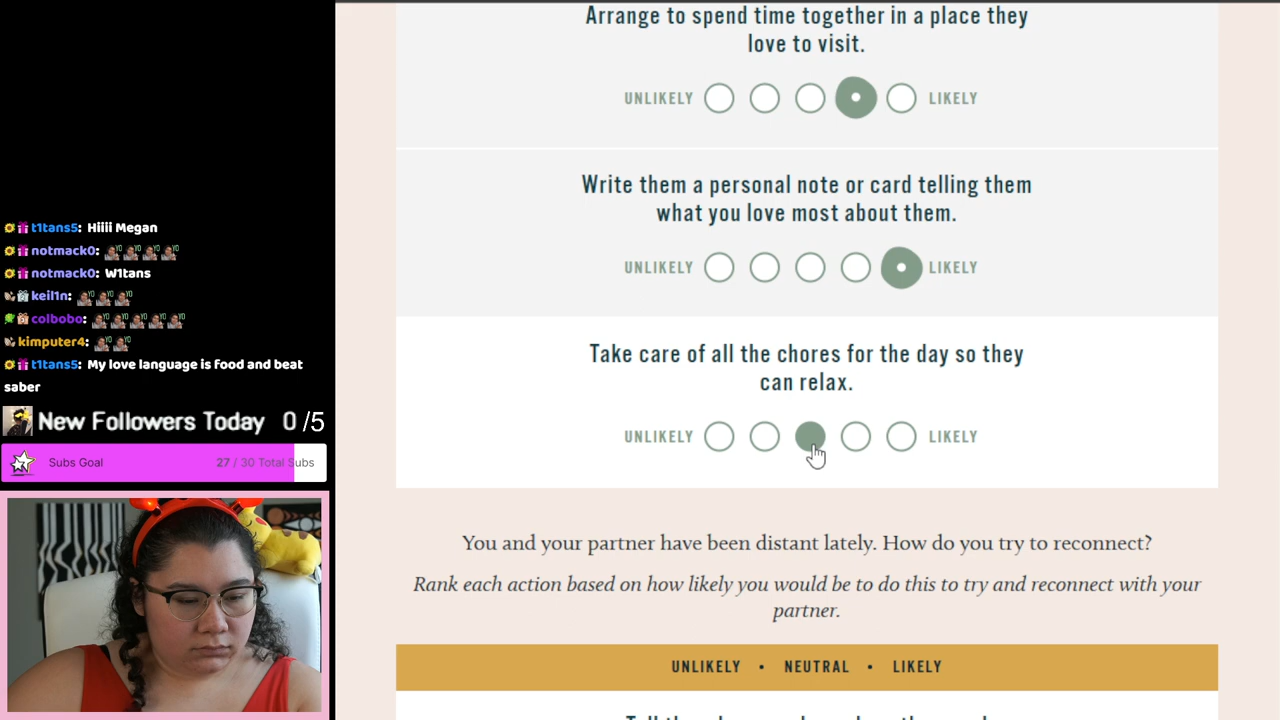 Arrange to spend time together in a place they
love to visit.
UNLIKELY LIKELY
Write them a personal note or card telling them
what you love most about them.
UNLIKELY LIKELY
Take care of all the chores for the day so they
can relax.
UNLIKELY LIKELY
You and your partner have been distant lately. How do you try to reconnect?
Rank each action based on how likely you would be to do this to try and reconnect with your
partner.
UNLIKELY • NEUTRAL • LIKELY
t1tans5: Hiiii Megan
notmack0:
notmack0: W1tans
keil1n:
colbobo:
kimputer4:
t1tans5: My love language is food and beat
saber
New Followers Today 0 /5
Subs Goal 27 / 30 Total Subs